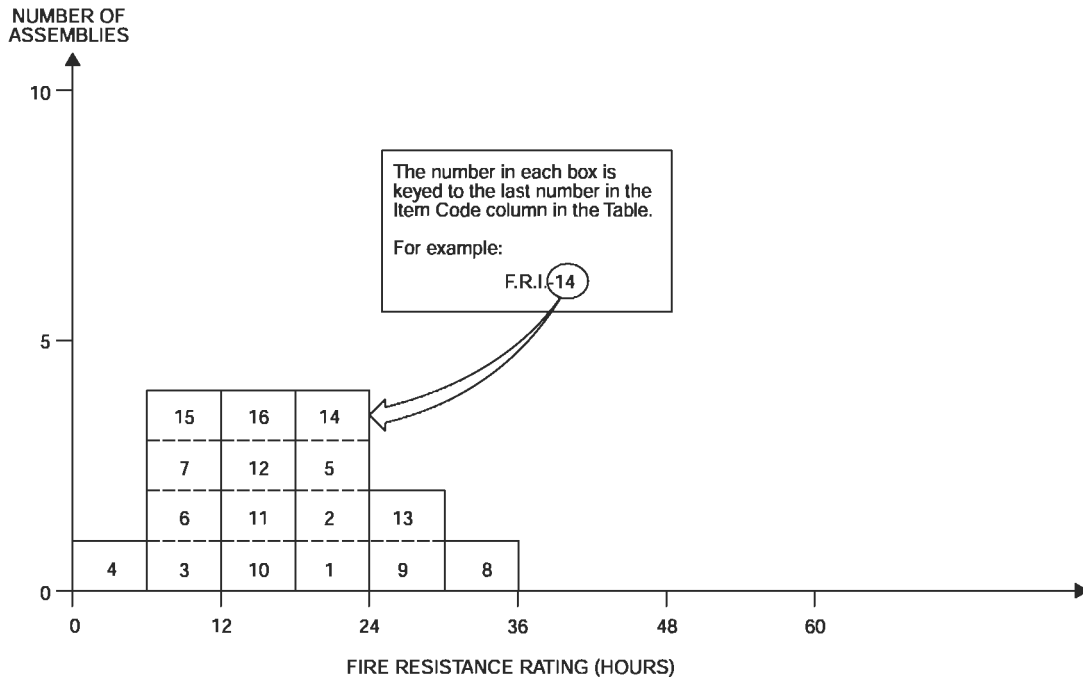 NUMBER OF
ASSEMBLIES
10
The number in each box is
keyed to the last number in the
Item Code column in the Table.
For example:
F.R.I.-14
5
15 16 14
7 12 5
6 11 2 13
4 3 10 1 9 8
0
0 12 24 36 48 60
FIRE RESISTANCE RATING (HOURS)